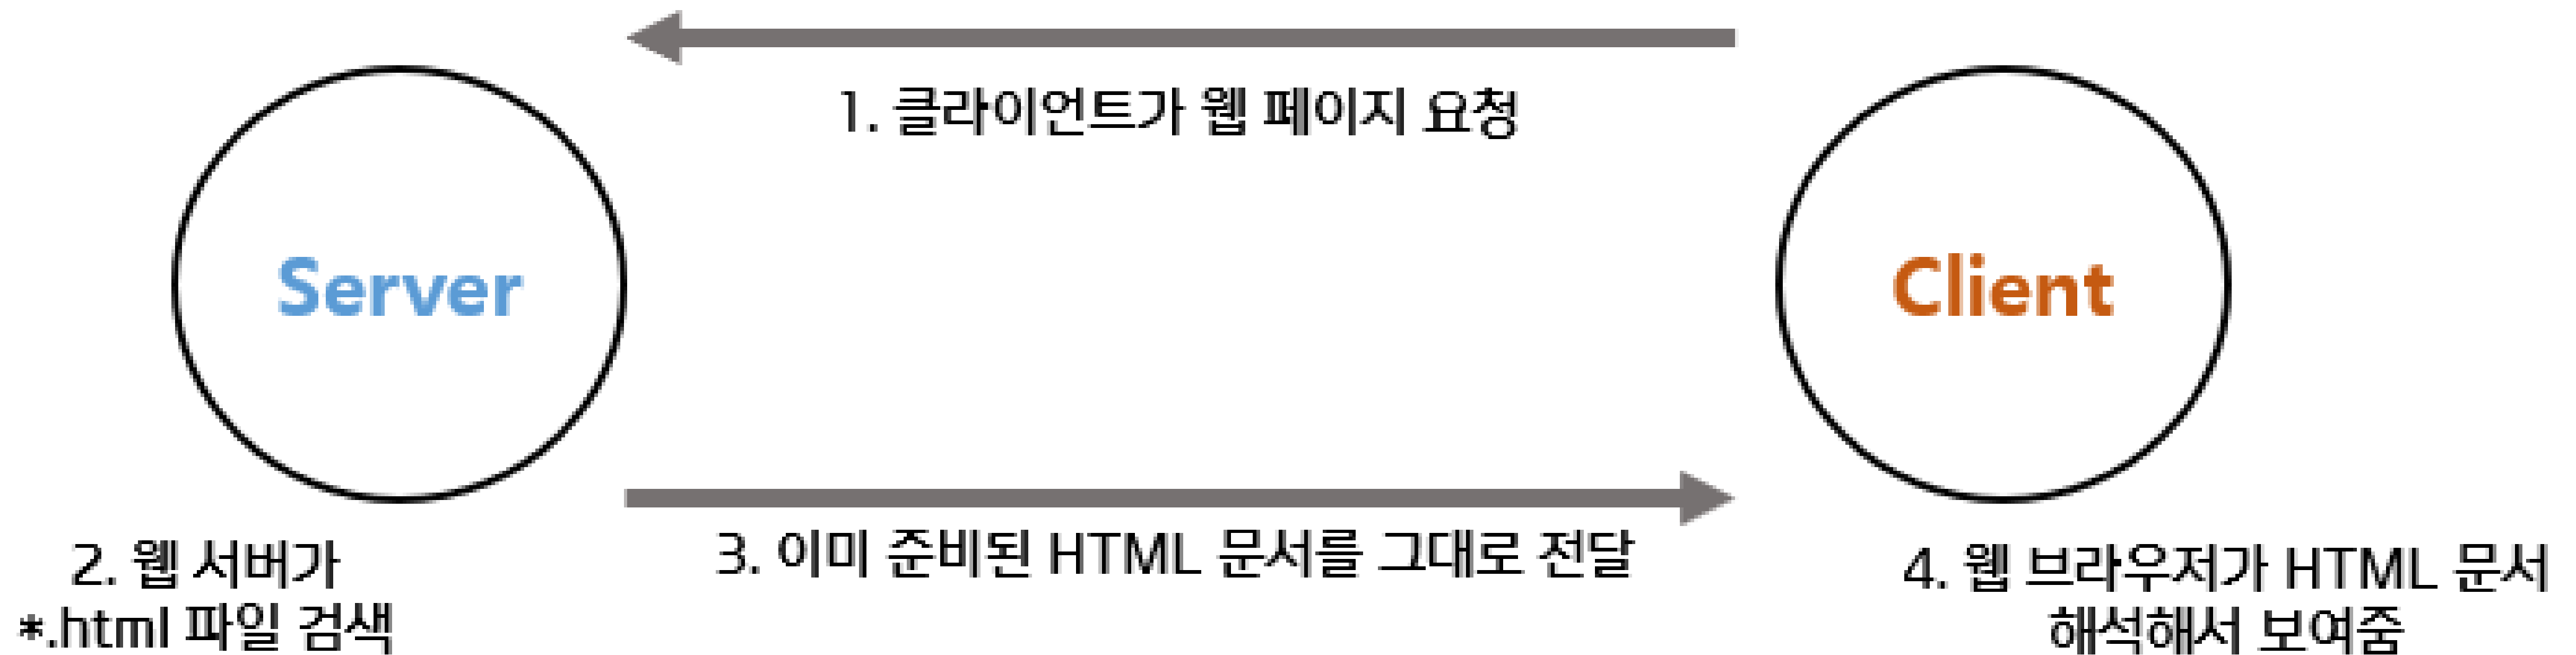 1. 클라이언트가 웹 페이지 요청
Server
Client
2. 웹 서버가
*.html 파일 검색
3. 이미 준비된 HTML 문서를 그대로 전달
4. 웹 브라우저가 HTML 문서
해석해서 보여줌